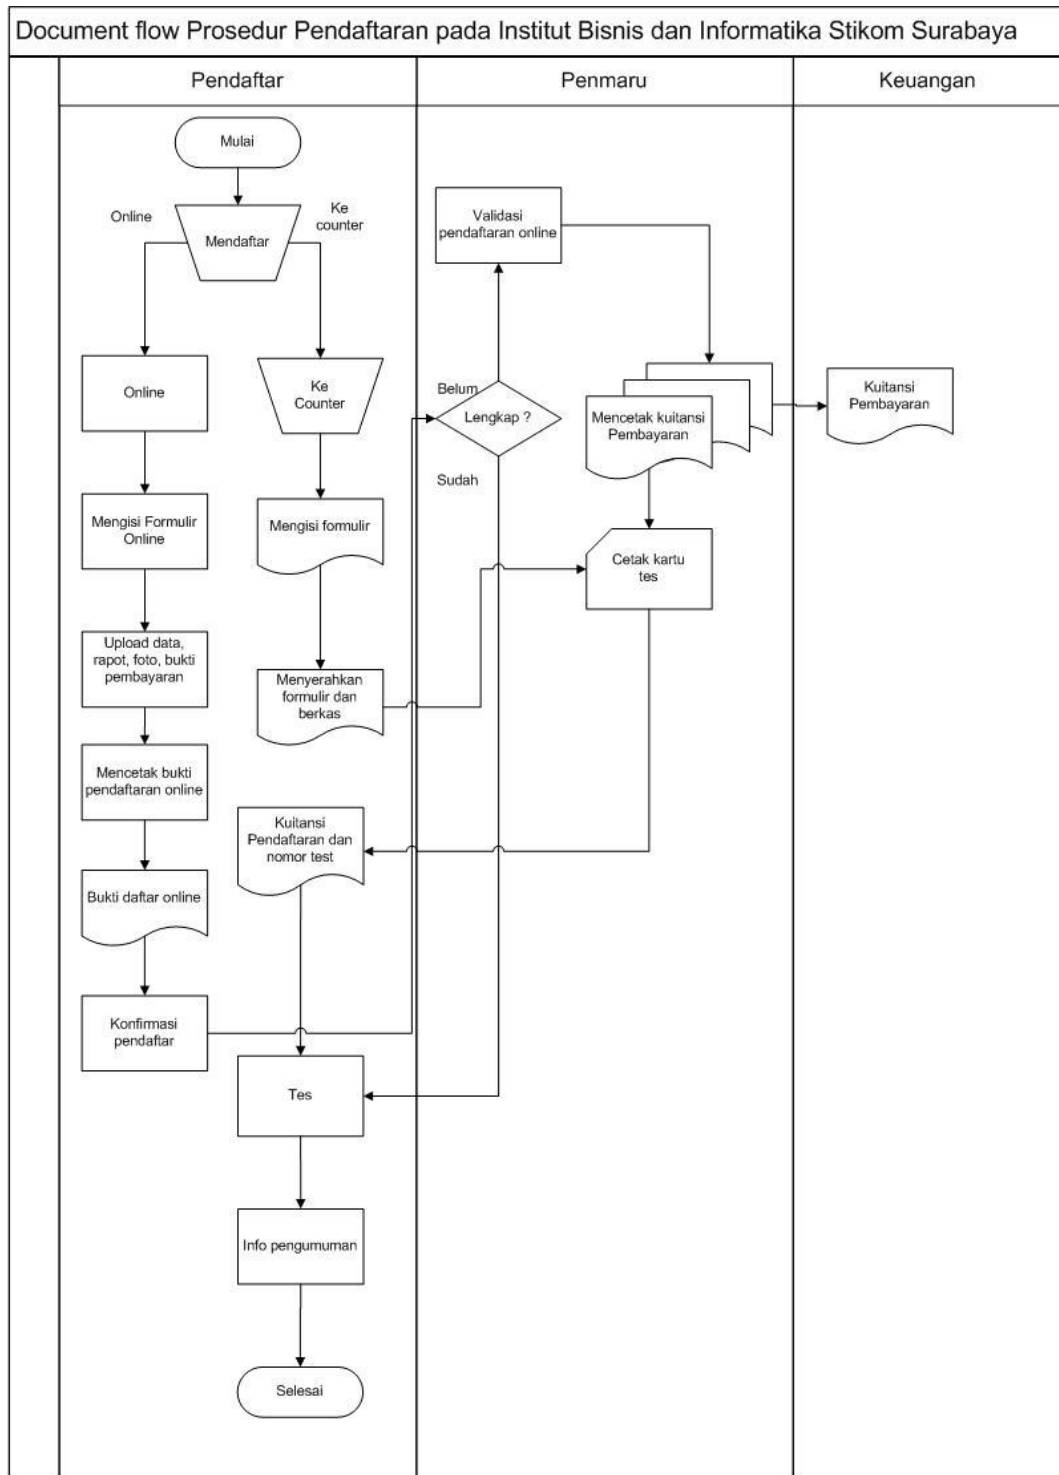 Document flow Prosedur Pendaftaran pada Institut Bisnis dan Informatika Stikom Surabaya
Pendaftar
Penmaru
Keuangan
Mulai
Online
Ke
counter
Mendaftar
Validasi
pendaftaran online
Online
Ke
Counter
Belum
Lengkap ?
Sudah
Mencetak kuitansi
Pembayaran
Kuitansi
Pembayaran
Mengisi Formulir
Online
Mengisi formulir
Cetak kartu
tes
Upload data,
rapot, foto, bukti
pembayaran
Menyerahkan
formulir dan
berkas
Mencetak bukti
pendaftaran online
Kuitansi
Pendaftaran dan
nomor test
Bukti daftar online
Konfirmasi
pendaftar
Tes
Info pengumuman
Selesai